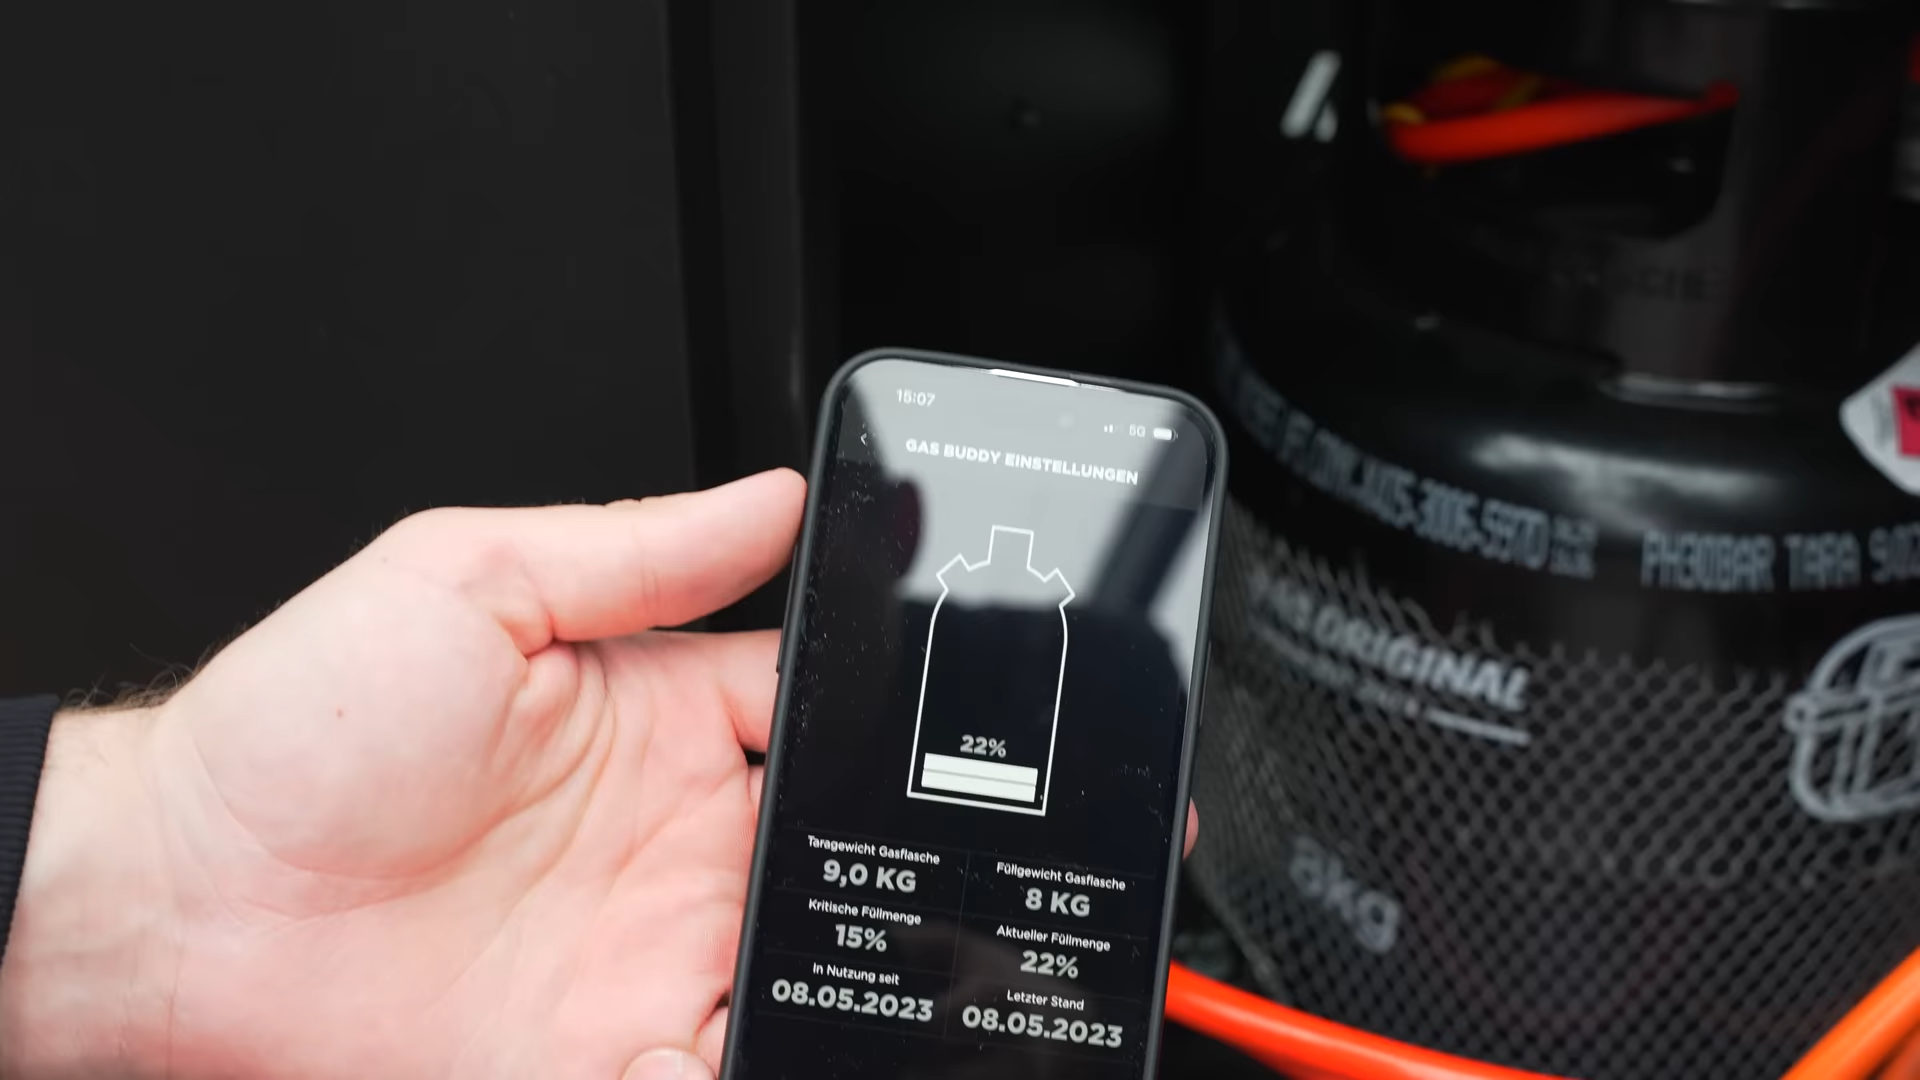 15:07
5G
GAS BUDDY EINSTELLUNGEN
22%
Taragewicht Gasflasche
9,0 KG
Füllgewicht Gasflasche
8 KG
Kritische Füllmenge
15%
Aktueller Füllmenge
22%
In Nutzung seit
08.05.2023
Letzter Stand
08.05.2023
PH30BAR TARA
ORIGINAL
8kg